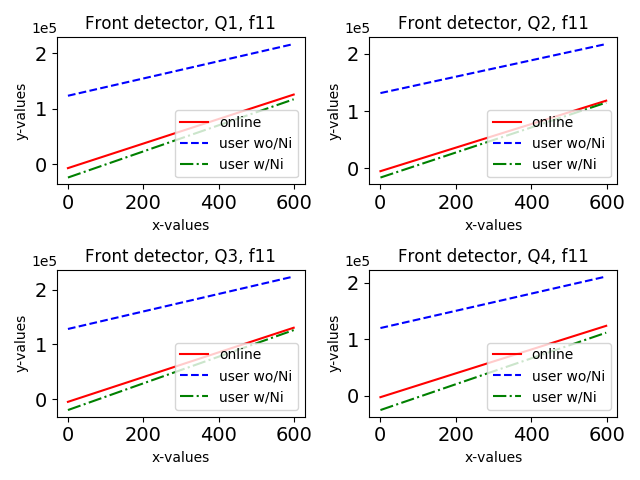 Front detector, Q1, f11
1e5
2
1
0
y-values
online
user wo/Ni
user w/Ni
0 200 400 600
x-values
Front detector, Q2, f11
1e5
2
1
0
y-values
online
user wo/Ni
user w/Ni
0 200 400 600
x-values
Front detector, Q3, f11
1e5
2
1
0
y-values
online
user wo/Ni
user w/Ni
0 200 400 600
x-values
Front detector, Q4, f11
1e5
2
1
0
y-values
online
user wo/Ni
user w/Ni
0 200 400 600
x-values